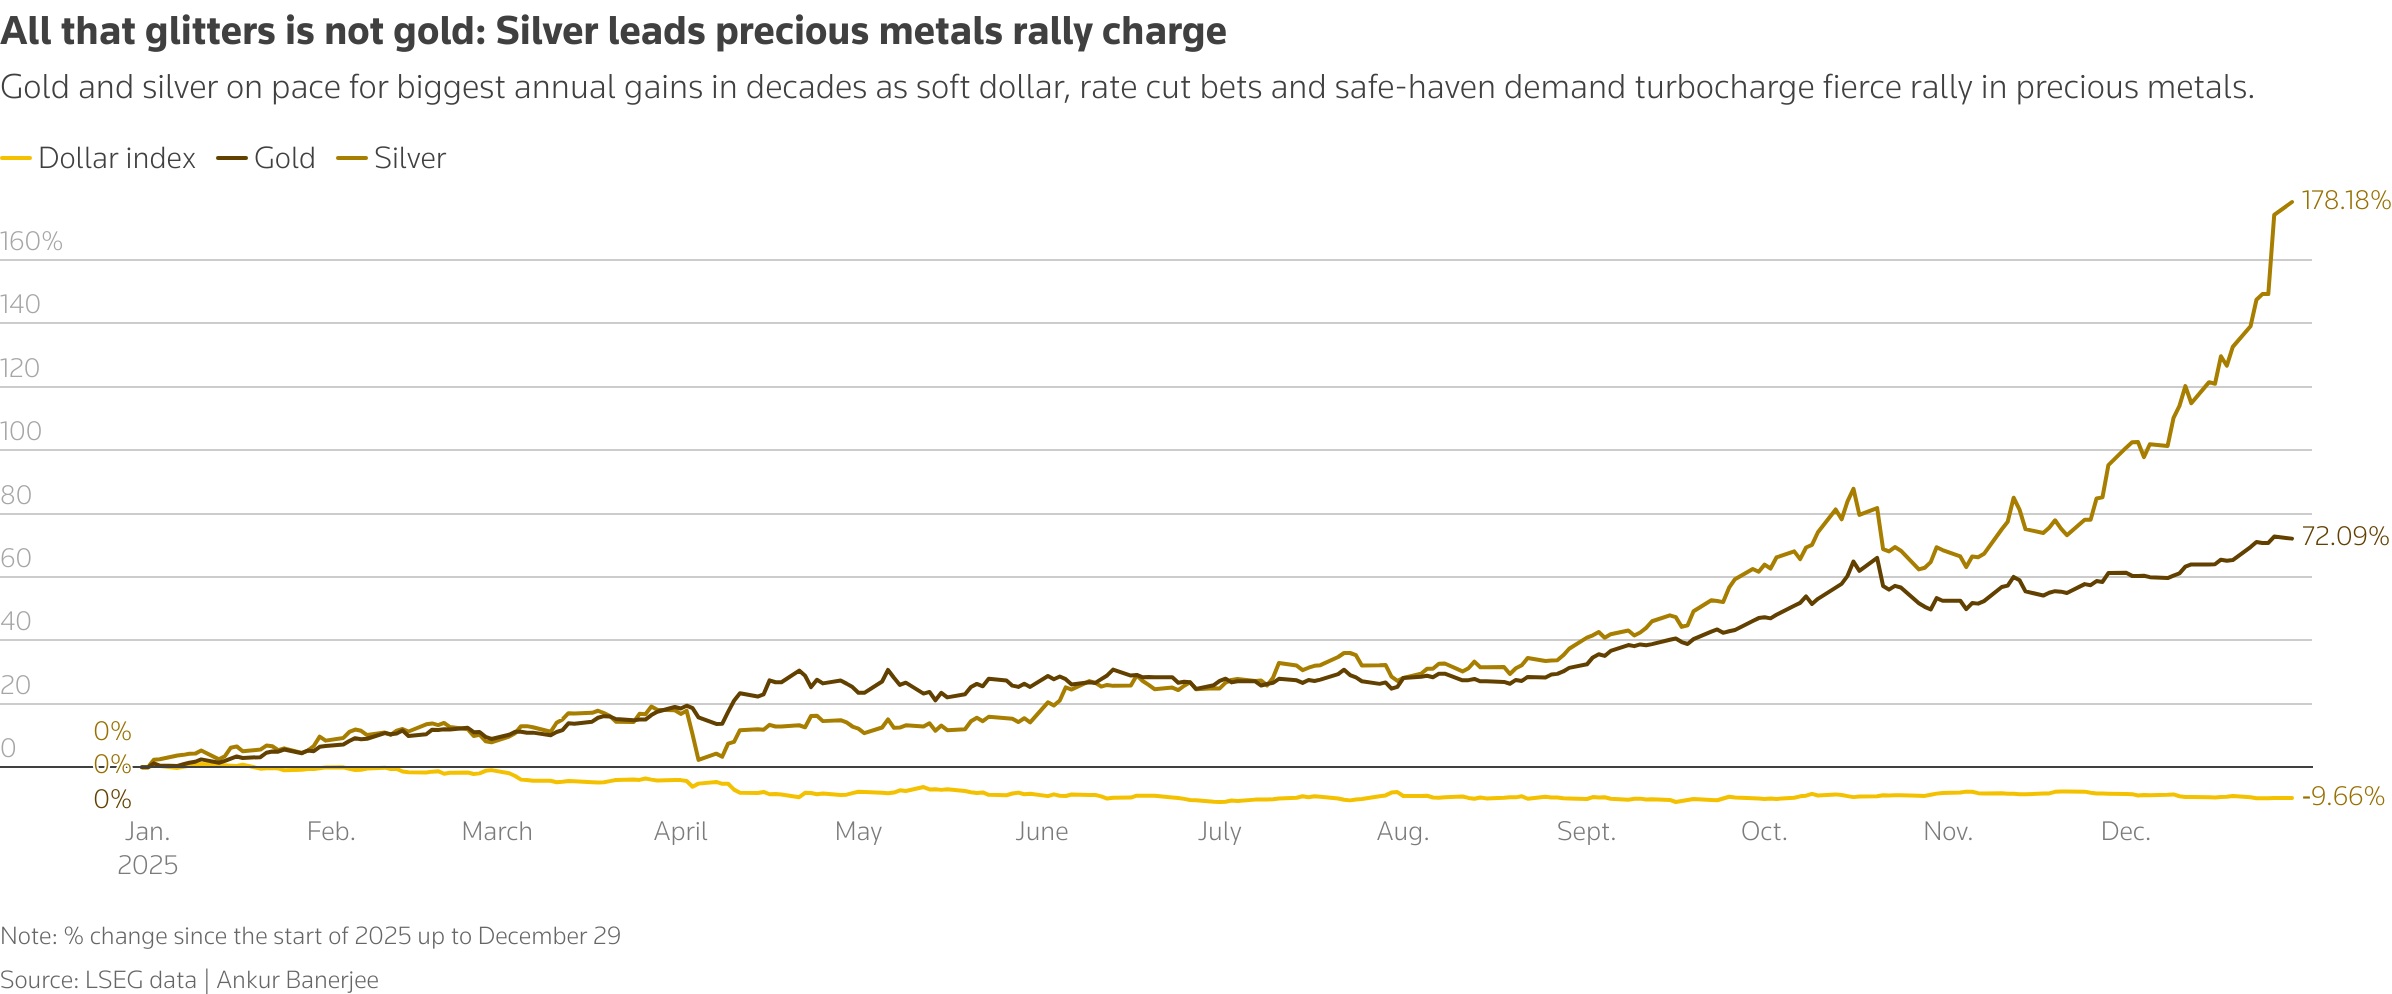 All that glitters is not gold: Silver leads precious metals rally charge
Gold and silver on pace for biggest annual gains in decades as soft dollar, rate cut bets and safe-haven demand turbocharge fierce rally in precious metals.
Dollar index Gold Silver
178.18%
160%
140
120
100
80
72.09%
60
40
20
0%
0
0%
0%
-9.66%
Jan. Feb. March April May June July Aug. Sept. Oct. Nov. Dec.
2025
Note: % change since the start of 2025 up to December 29
Source: LSEG data | Ankur Banerjee